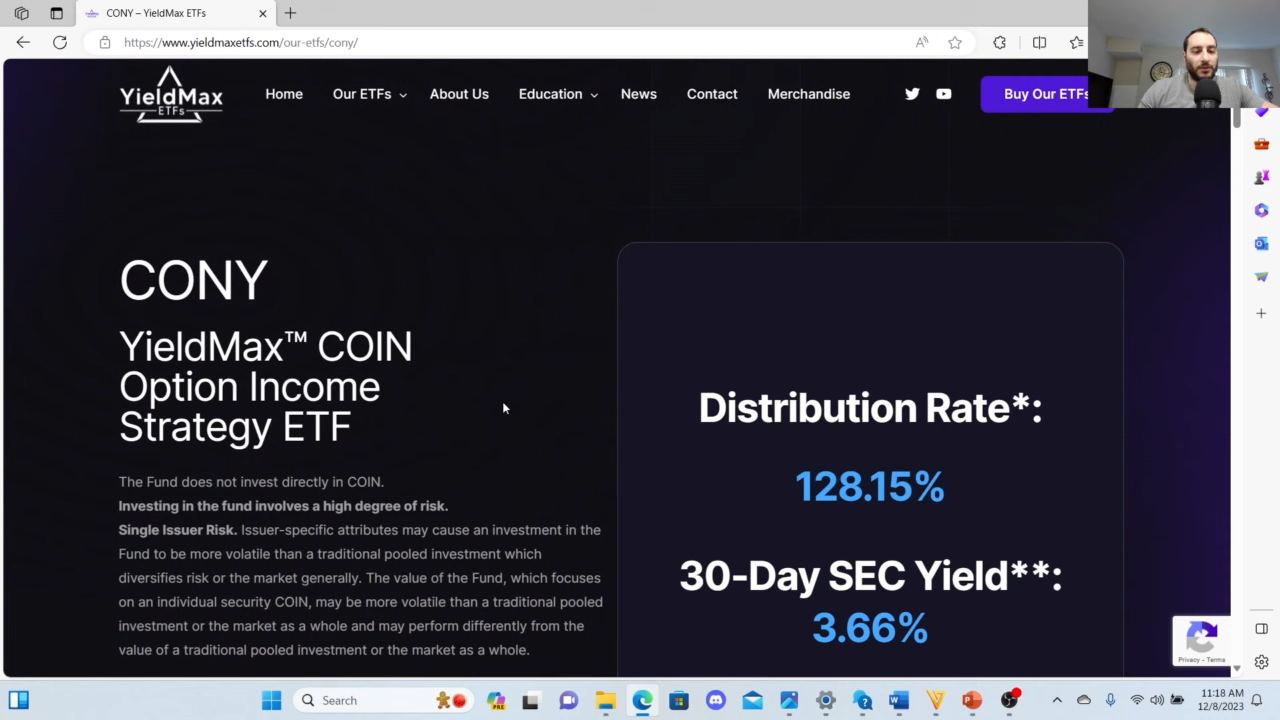 CONY – YieldMax ETFs
https://www.yieldmaxetfs.com/our-etfs/cony/
YieldMax
ETFs
Home
Our ETFs
About Us
Education
News
Contact
Merchandise
Buy Our ETFs
CONY
YieldMax™ COIN
Option Income
Strategy ETF
The Fund does not invest directly in COIN.
Investing in the fund involves a high degree of risk.
Single Issuer Risk. Issuer-specific attributes may cause an investment in the
Fund to be more volatile than a traditional pooled investment which
diversifies risk or the market generally. The value of the Fund, which focuses
on an individual security COIN, may be more volatile than a traditional pooled
investment or the market as a whole and may perform differently from the
value of a traditional pooled investment or the market as a whole.
Distribution Rate*:
128.15%
30-Day SEC Yield**:
3.66%
Privacy - Terms
Search
PRE
11:18 AM
12/8/2023